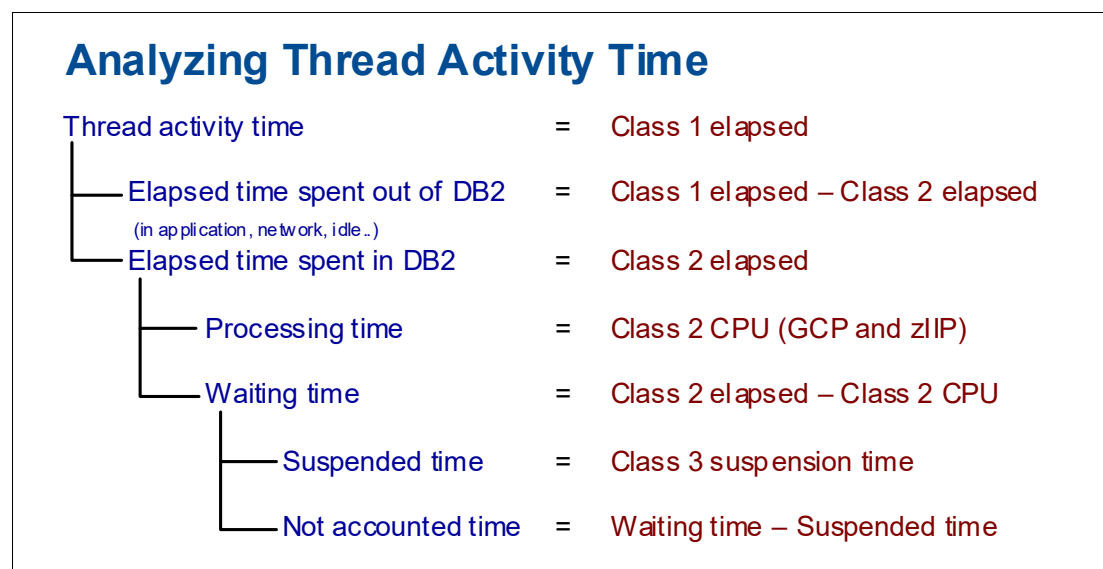 Analyzing Thread Activity Time
Thread activity time = Class 1 elapsed
Elapsed time spent out of DB2 = Class 1 elapsed – Class 2 elapsed
(in application, network, idle..)
Elapsed time spent in DB2 = Class 2 elapsed
Processing time = Class 2 CPU (GCP and zIIP)
Waiting time = Class 2 elapsed – Class 2 CPU
Suspended time = Class 3 suspension time
Not accounted time = Waiting time – Suspended time